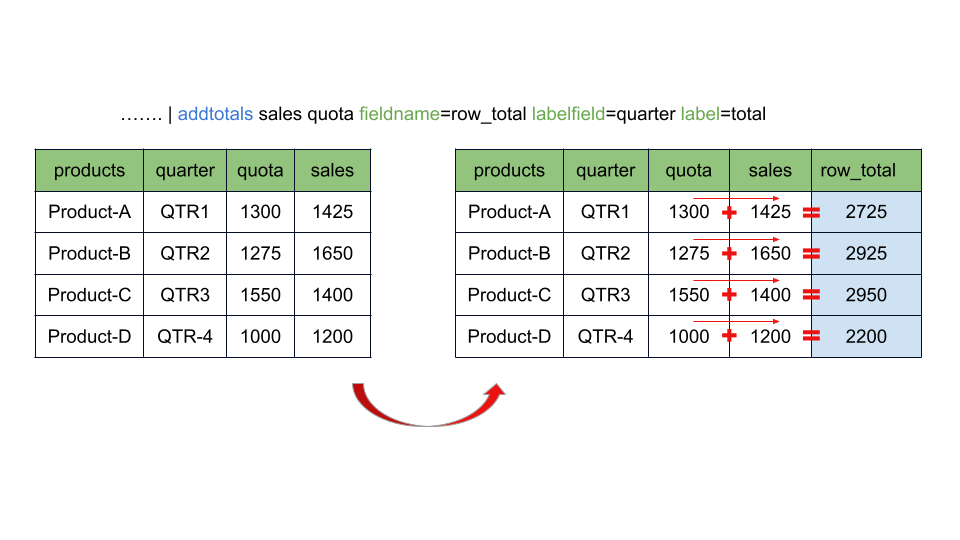 ……. | addtotals sales quota fieldname=row_total labelfield=quarter label=total
products quarter quota sales
Product-A QTR1 1300 1425
Product-B QTR2 1275 1650
Product-C QTR3 1550 1400
Product-D QTR-4 1000 1200
products quarter quota sales row_total
Product-A QTR1 1300 + 1425 = 2725
Product-B QTR2 1275 + 1650 = 2925
Product-C QTR3 1550 + 1400 = 2950
Product-D QTR-4 1000 + 1200 = 2200